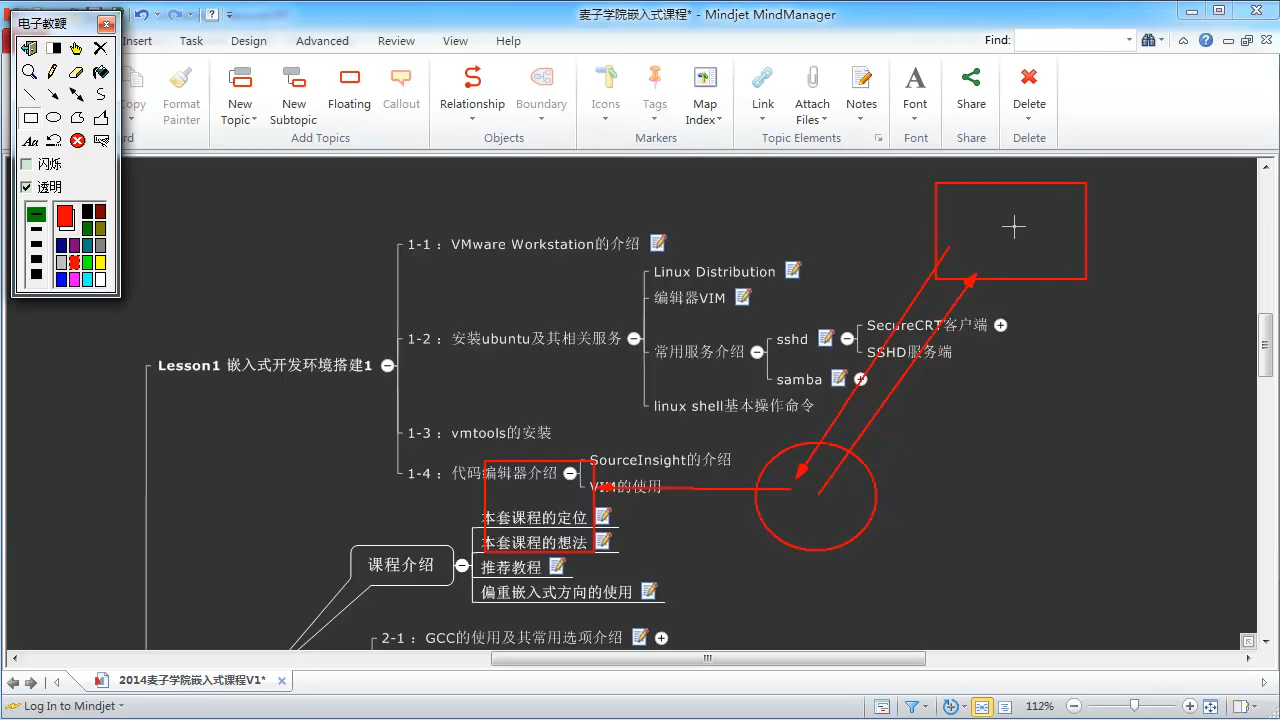 麦子学院嵌入式课程* - Mindjet MindManager
电子教鞭
Insert Task Design Advanced Review View Help Find:
Copy Format Painter New Topic New Subtopic Floating Callout Relationship Boundary Icons Tags Map Index Link Attach Files Notes Font Share Delete
Add Topics Objects Markers Topic Elements Font Share Delete
Aa
闪烁
透明
1-1： VMware Workstation的介绍
Linux Distribution
编辑器VIM
1-2： 安装ubuntu及其相关服务
常用服务介绍
sshd
SecureCRT客户端
SSHD服务端
samba
linux shell基本操作命令
Lesson1 嵌入式开发环境搭建1
1-3： vmtools的安装
1-4： 代码编辑器介绍
SourceInsight的介绍
VIM的使用
课程介绍
本套课程的定位
本套课程的想法
推荐教程
偏重嵌入式方向的使用
2-1： GCC的使用及其常用选项介绍
2014麦子学院嵌入式课程V1*
Log In to Mindjet 112%